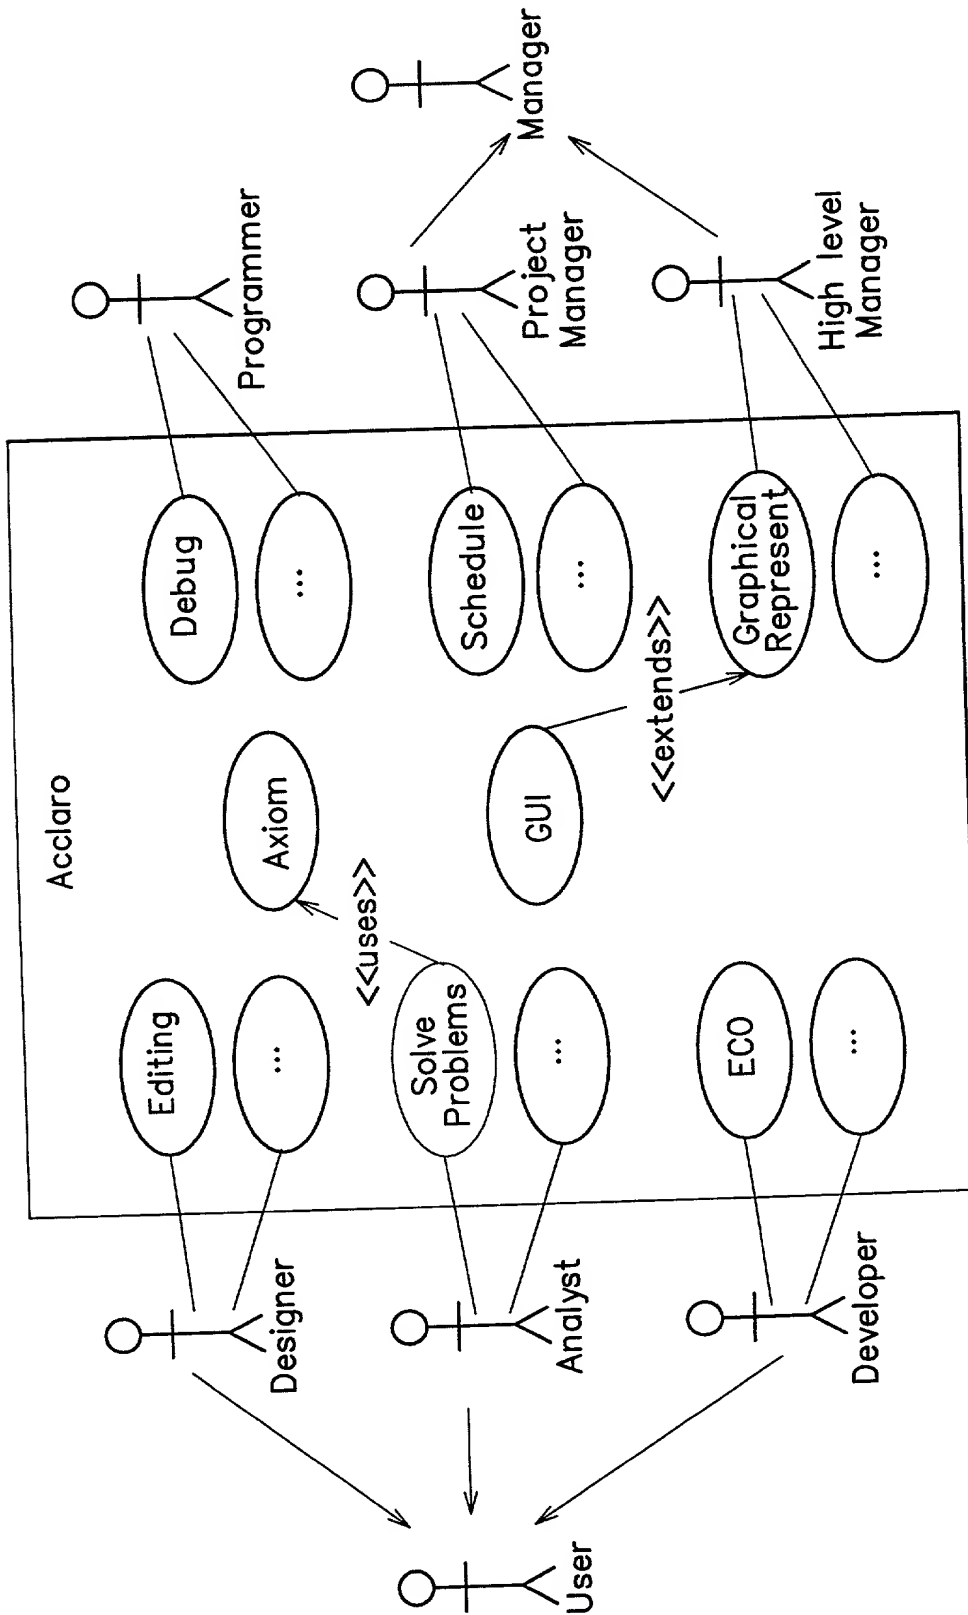 Acclaro
Editing
...
Designer
Solve
Problems
...
Analyst
ECO
...
Developer
User
<<uses>>
Axiom
GUI
<<extends>>
Debug
...
Programmer
Schedule
...
Project
Manager
Graphical
Represent
...
High level
Manager
Manager